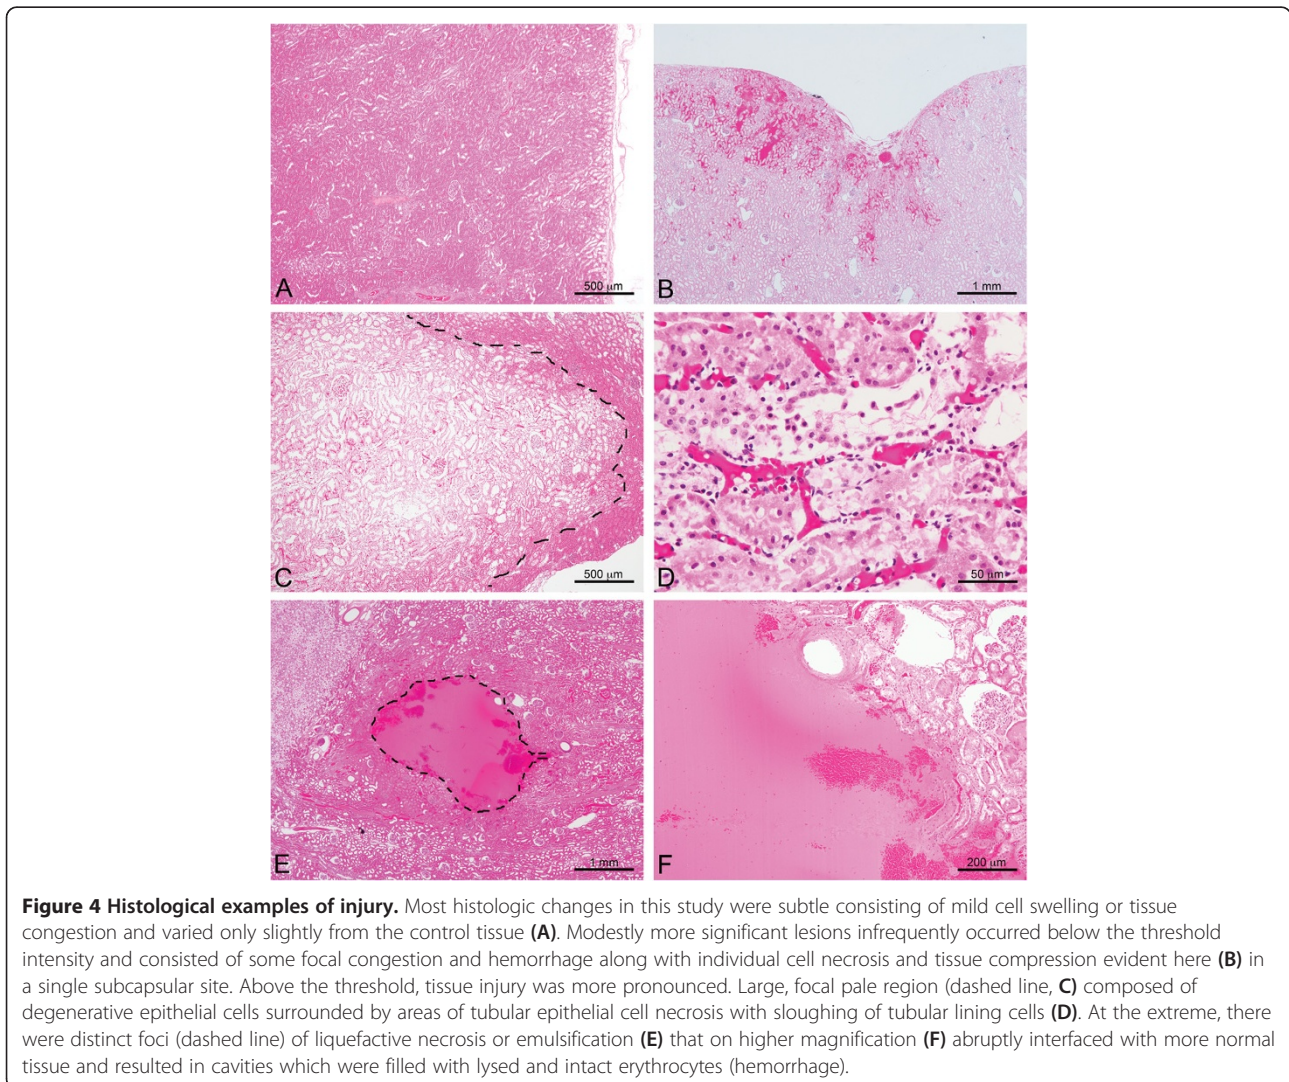 A
500 μm
B
1 mm
C
500 μm
D
50 μm
E
1 mm
F
200 μm
Figure 4 Histological examples of injury. Most histologic changes in this study were subtle consisting of mild cell swelling or tissue
congestion and varied only slightly from the control tissue (A). Modestly more significant lesions infrequently occurred below the threshold
intensity and consisted of some focal congestion and hemorrhage along with individual cell necrosis and tissue compression evident here (B) in
a single subcapsular site. Above the threshold, tissue injury was more pronounced. Large, focal pale region (dashed line, C) composed of
degenerative epithelial cells surrounded by areas of tubular epithelial cell necrosis with sloughing of tubular lining cells (D). At the extreme, there
were distinct foci (dashed line) of liquefactive necrosis or emulsification (E) that on higher magnification (F) abruptly interfaced with more normal
tissue and resulted in cavities which were filled with lysed and intact erythrocytes (hemorrhage).